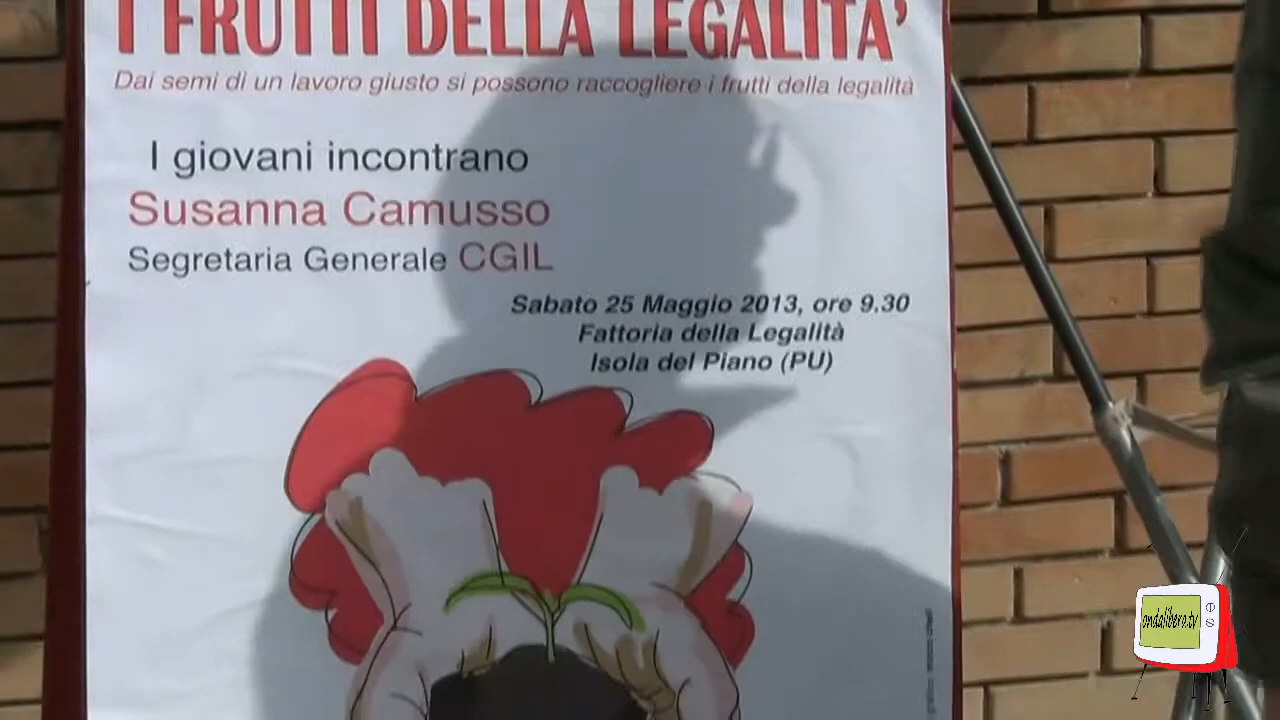 I FRUTTI DELLA LEGALITA'
Dai semi di un lavoro giusto si possono raccogliere i frutti della legalità
I giovani incontrano
Susanna Camusso
Segretaria Generale CGIL
Sabato 25 Maggio 2013, ore 9.30
Fattoria della Legalità
Isola del Piano (PU)
ondalibera.tv